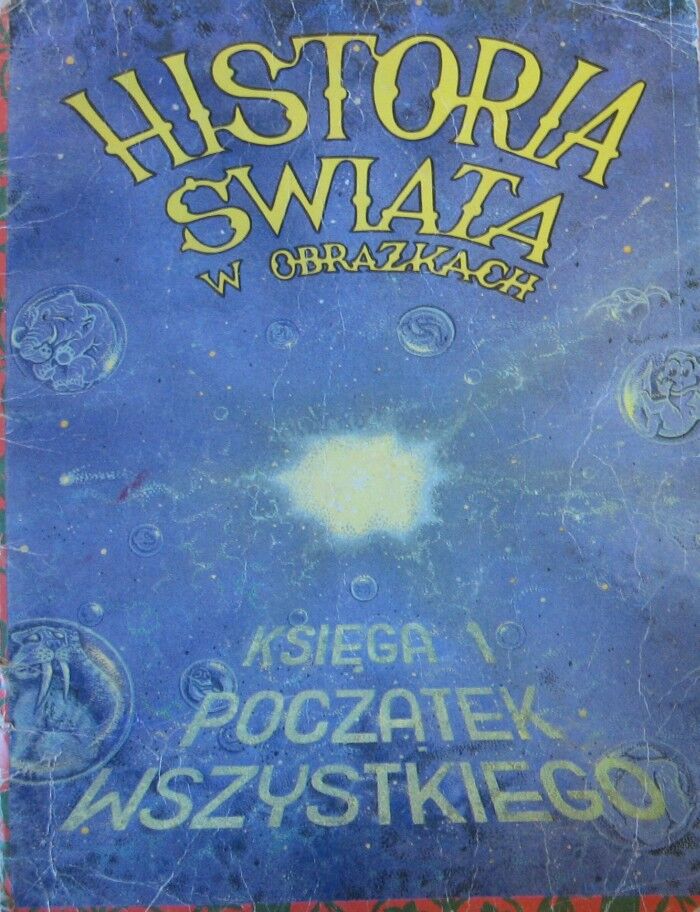 HISTORIA
ŚWIATA
W OBRAZKACH
KSIĘGA 1
POCZĄTEK
WSZYSTKIEGO